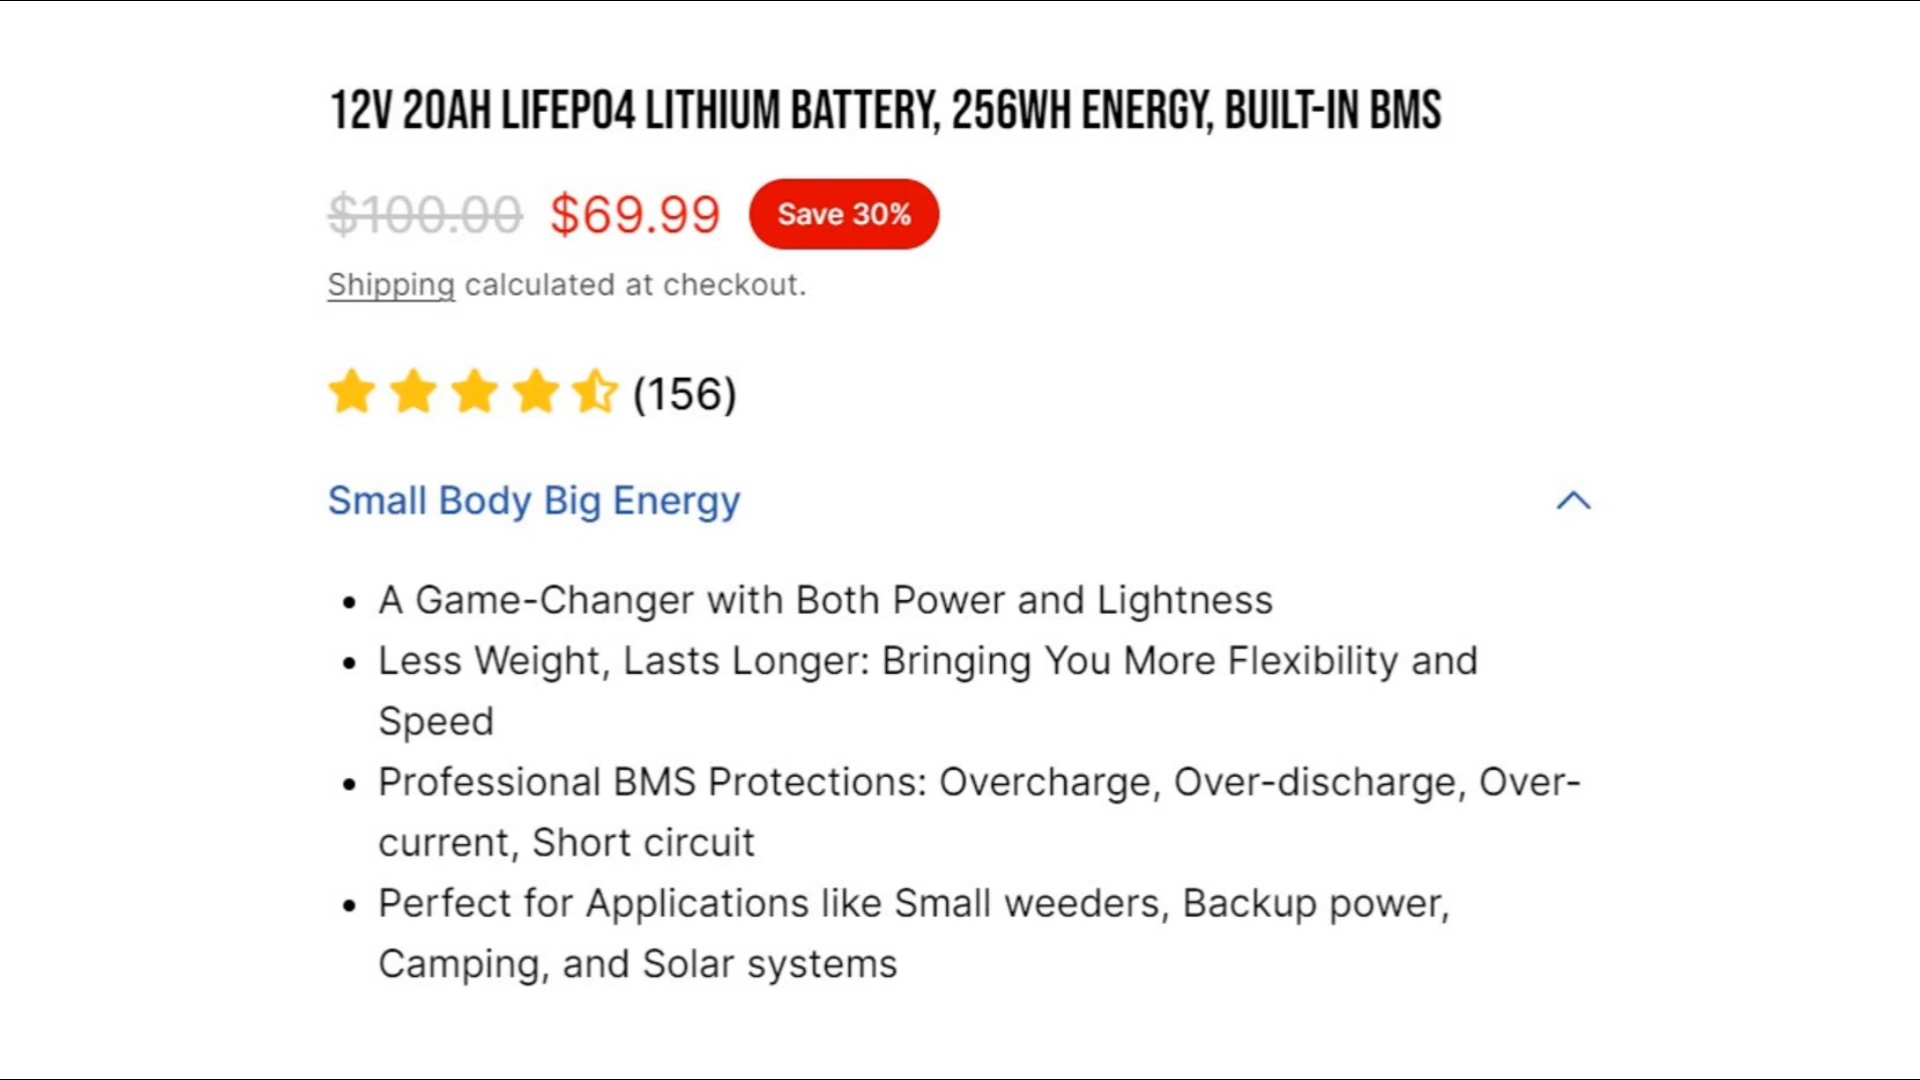 12V 20AH LIFEPO4 LITHIUM BATTERY, 256WH ENERGY, BUILT-IN BMS
$100.00 $69.99 Save 30%
Shipping calculated at checkout.
(156)
Small Body Big Energy
• A Game-Changer with Both Power and Lightness
• Less Weight, Lasts Longer: Bringing You More Flexibility and
Speed
• Professional BMS Protections: Overcharge, Over-discharge, Over-
current, Short circuit
• Perfect for Applications like Small weeders, Backup power,
Camping, and Solar systems